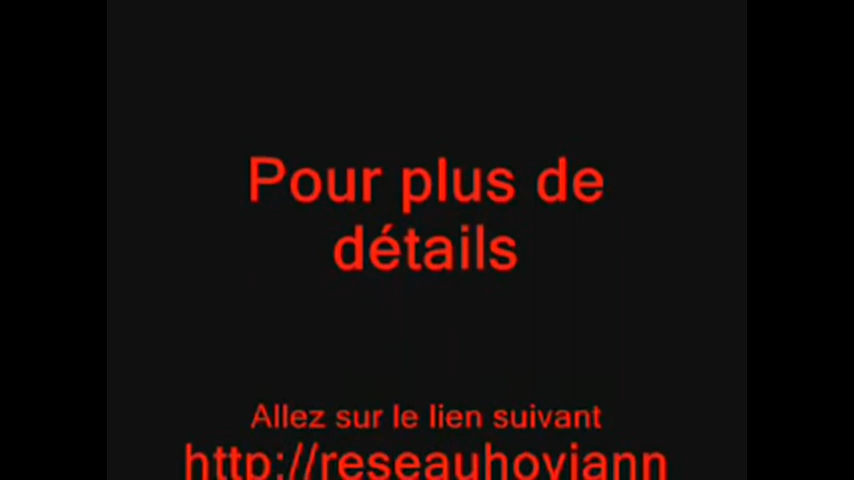 Pour plus de
détails
Allez sur le lien suivant
http://reseauhoviann